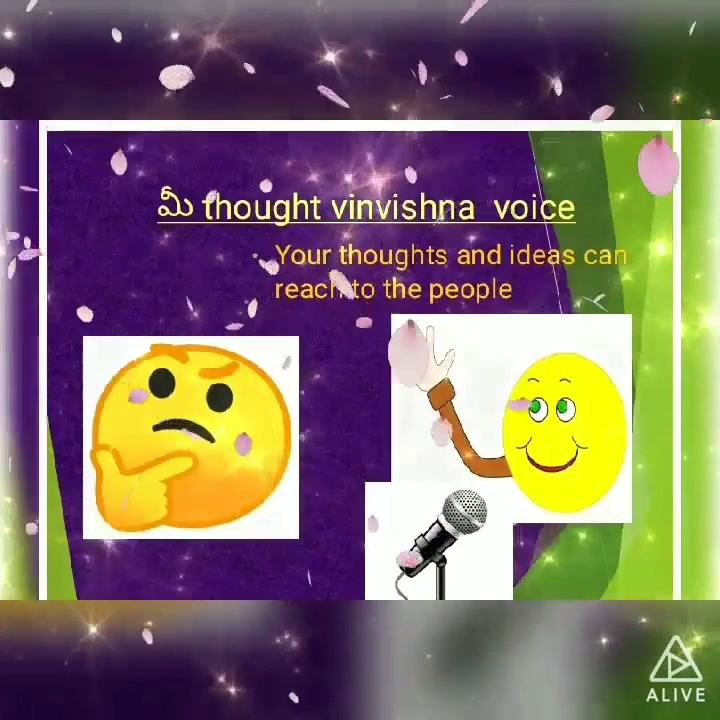 మీ thought vinvishna voice
Your thoughts and ideas can
reach to the people
ALIVE